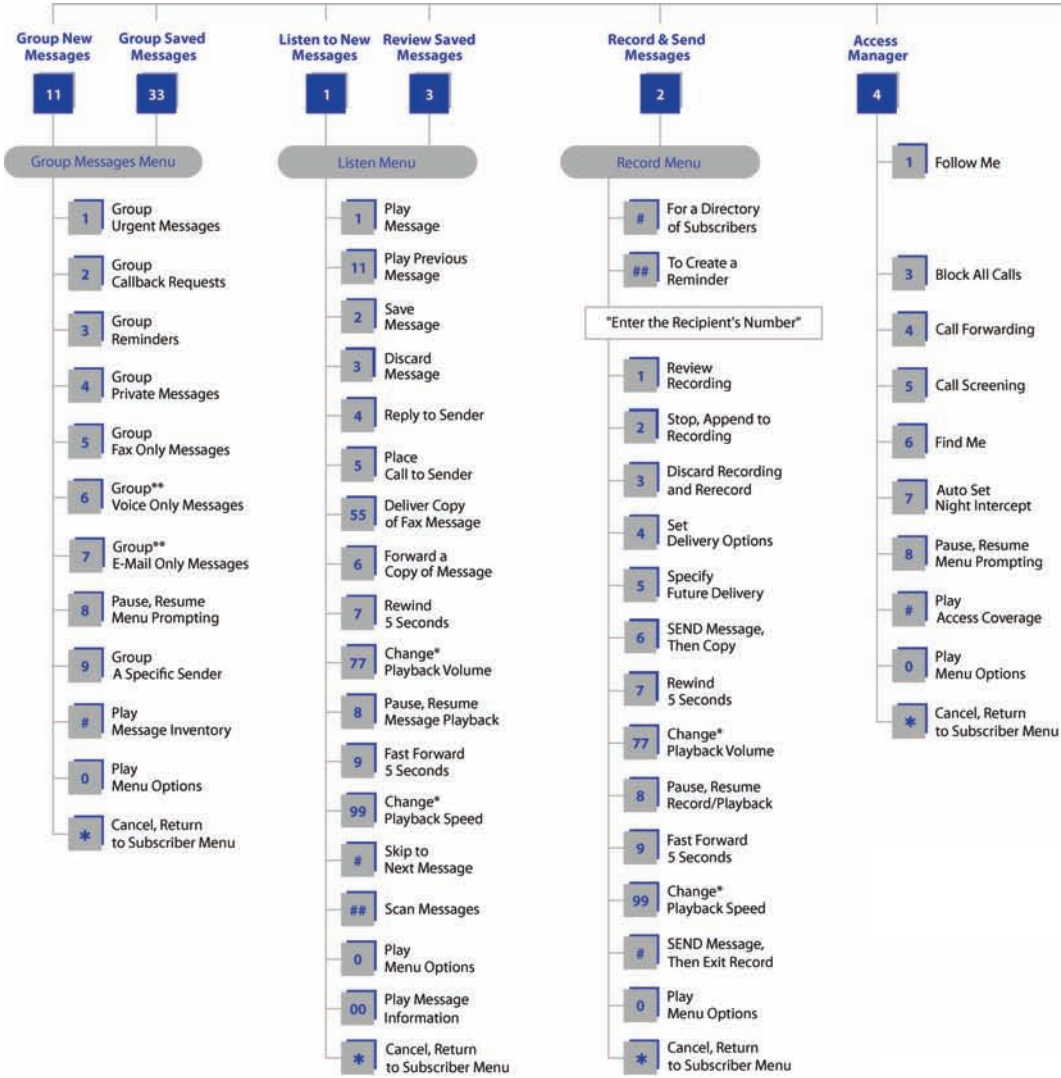 Group New
Messages
11
Group Saved
Messages
33
Group Messages Menu
1
Group
Urgent Messages
2
Group
Callback Requests
3
Group
Reminders
4
Group
Private Messages
5
Group
Fax Only Messages
6
Group**
Voice Only Messages
7
Group**
E-Mail Only Messages
8
Pause, Resume
Menu Prompting
9
Group
A Specific Sender
#
Play
Message Inventory
0
Play
Menu Options
*
Cancel, Return
to Subscriber Menu
Listen to New
Messages
1
Review Saved
Messages
3
Listen Menu
1
Play
Message
11
Play Previous
Message
2
Save
Message
3
Discard
Message
4
Reply to Sender
5
Place
Call to Sender
55
Deliver Copy
of Fax Message
6
Forward a
Copy of Message
7
Rewind
5 Seconds
77
Change*
Playback Volume
8
Pause, Resume
Message Playback
9
Fast Forward
5 Seconds
99
Change*
Playback Speed
#
Skip to
Next Message
##
Scan Messages
0
Play
Menu Options
00
Play Message
Information
*
Cancel, Return
to Subscriber Menu
Record & Send
Messages
2
Record Menu
#
For a Directory
of Subscribers
##
To Create a
Reminder
"Enter the Recipient's Number"
1
Review
Recording
2
Stop, Append to
Recording
3
Discard Recording
and Rerecord
4
Set
Delivery Options
5
Specify
Future Delivery
6
SEND Message,
Then Copy
7
Rewind
5 Seconds
77
Change*
Playback Volume
8
Pause, Resume
Record/Playback
9
Fast Forward
5 Seconds
99
Change*
Playback Speed
#
SEND Message,
Then Exit Record
0
Play
Menu Options
*
Cancel, Return
to Subscriber Menu
Access
Manager
4
1
Follow Me
3
Block All Calls
4
Call Forwarding
5
Call Screening
6
Find Me
7
Auto Set
Night Intercept
8
Pause, Resume
Menu Prompting
#
Play
Access Coverage
0
Play
Menu Options
*
Cancel, Return
to Subscriber Menu